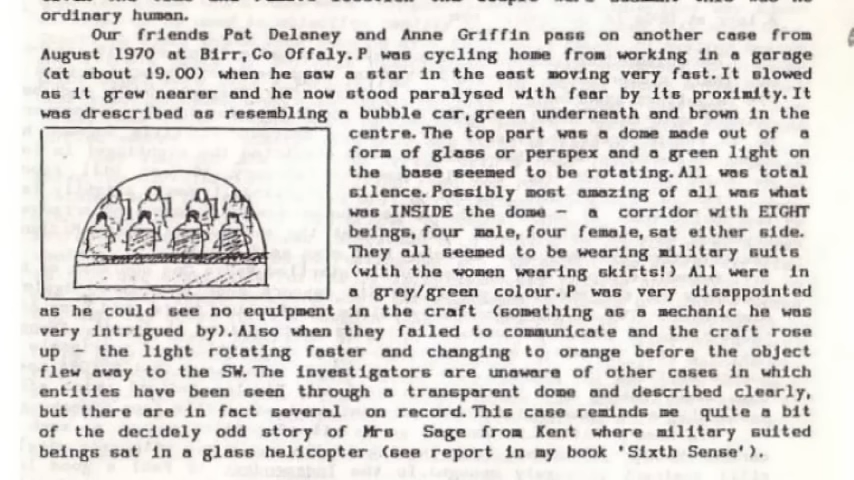 ordinary human.
Our friends Pat Delaney and Anne Griffin pass on another case from
August 1970 at Birr, Co Offaly. P was cycling home from working in a garage
(at about 19.00) when he saw a star in the east moving very fast. It slowed
as it grew nearer and he now stood paralysed with fear by its proximity. It
was drescribed as resembling a bubble car, green underneath and brown in the
centre. The top part was a dome made out of a
form of glass or perspex and a green light on
the base seemed to be rotating. All was total
silence. Possibly most amazing of all was what
was INSIDE the dome - a corridor with EIGHT
beings, four male, four female, sat either side.
They all seemed to be wearing military suits
(with the women wearing skirts!) All were in
a grey/green colour. P was very disappointed
as he could see no equipment in the craft (something as a mechanic he was
very intrigued by). Also when they failed to communicate and the craft rose
up - the light rotating faster and changing to orange before the object
flew away to the SW. The investigators are unaware of other cases in which
entities have been seen through a transparent dome and described clearly,
but there are in fact several on record. This case reminds me quite a bit
of the decidely odd story of Mrs Sage from Kent where military suited
beings sat in a glass helicopter (see report in my book 'Sixth Sense').